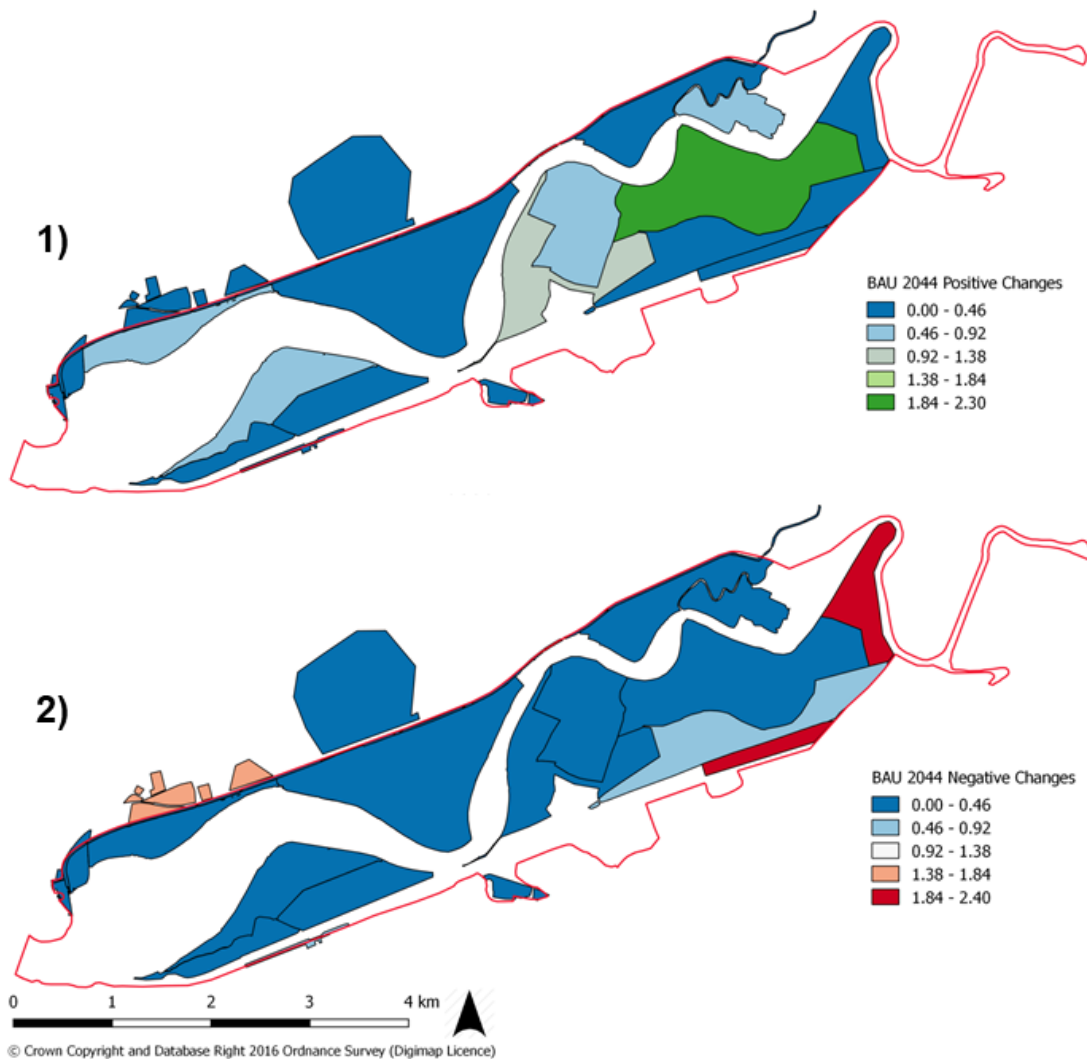 1)
BAU 2044 Positive Changes
0.00 - 0.46
0.46 - 0.92
0.92 - 1.38
1.38 - 1.84
1.84 - 2.30
2)
BAU 2044 Negative Changes
0.00 - 0.46
0.46 - 0.92
0.92 - 1.38
1.38 - 1.84
1.84 - 2.40
0 1 2 3 4 km
© Crown Copyright and Database Right 2016 Ordnance Survey (Digimap Licence)